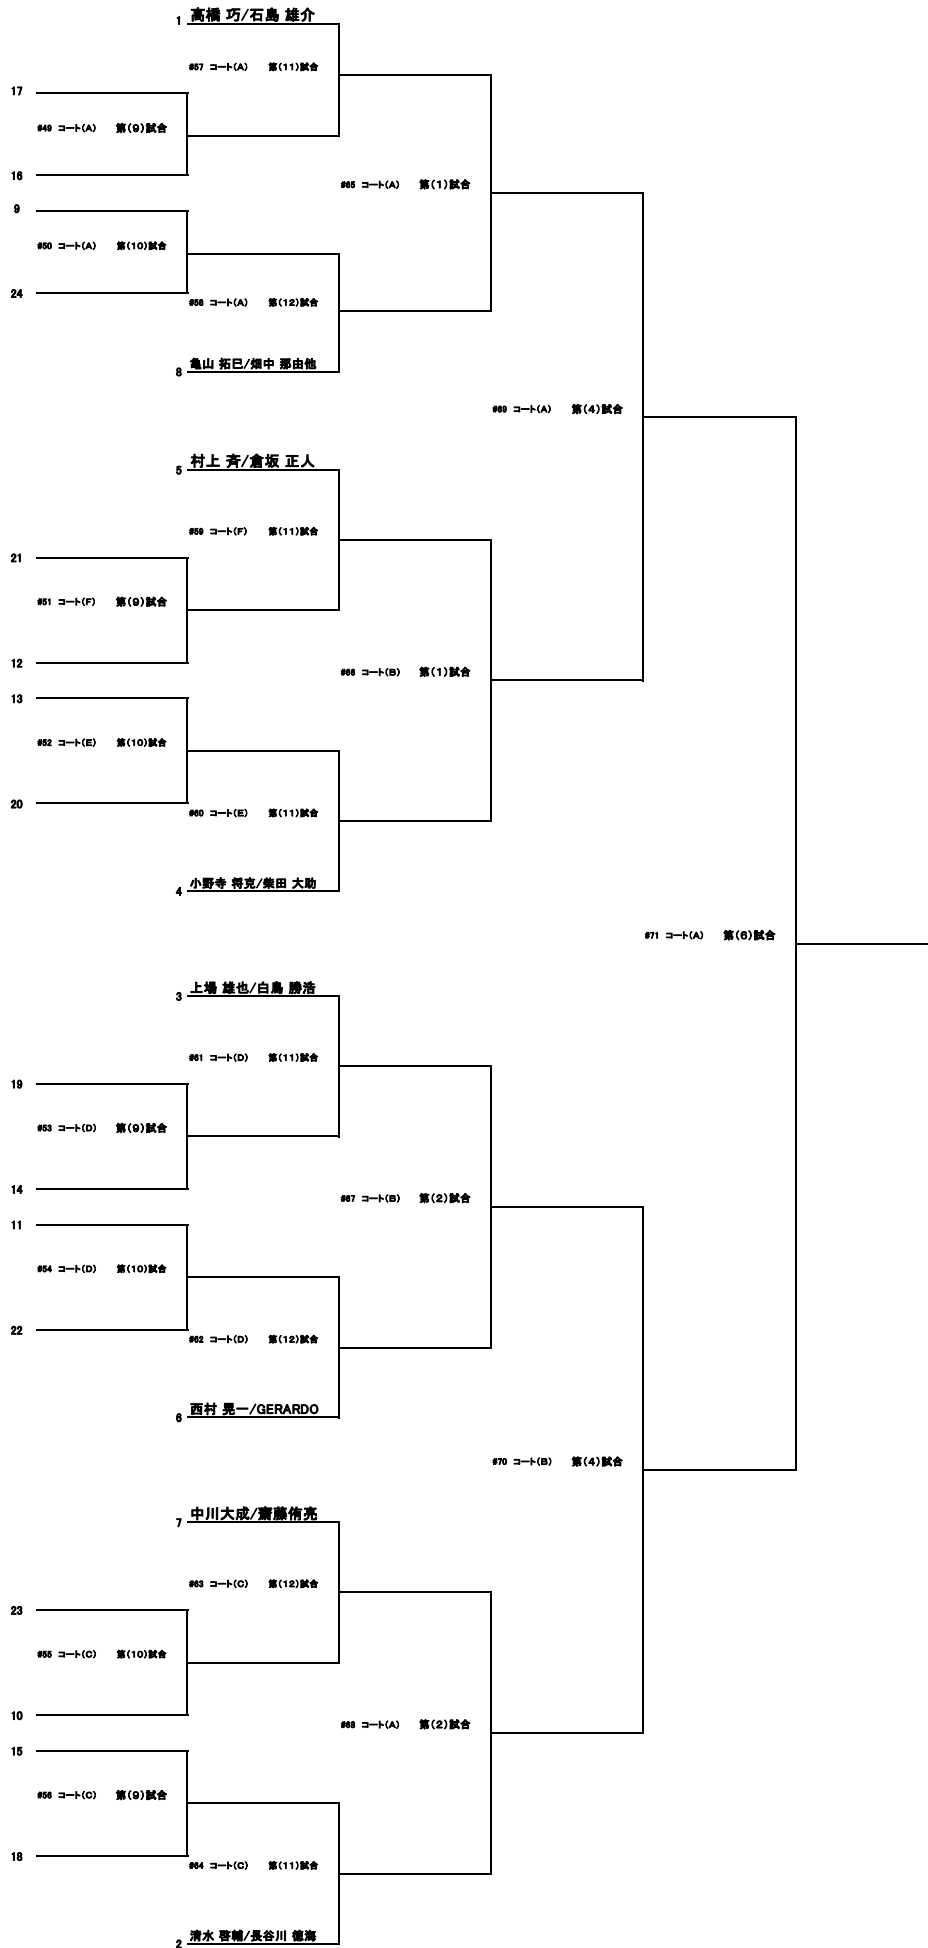 1 高橋 巧/石島 雄介
#57 コート(A) 第(11)試合
17
#49 コート(A) 第(9)試合
16
#65 コート(A) 第(1)試合
9
#50 コート(A) 第(10)試合
24
#58 コート(A) 第(12)試合
8 亀山 拓巳/畑中 那由他
#69 コート(A) 第(4)試合
5 村上 斉/倉坂 正人
#59 コート(F) 第(11)試合
21
#51 コート(F) 第(9)試合
12
#66 コート(B) 第(1)試合
13
#52 コート(E) 第(10)試合
20
#60 コート(E) 第(11)試合
4 小野寺 将克/柴田 大助
#71 コート(A) 第(6)試合
3 上場 雄也/白鳥 勝浩
#61 コート(D) 第(11)試合
19
#53 コート(D) 第(9)試合
14
#67 コート(B) 第(2)試合
11
#54 コート(D) 第(10)試合
22
#62 コート(D) 第(12)試合
6 西村 晃一/GERARDO
#70 コート(B) 第(4)試合
7 中川大成/齋藤侑亮
#63 コート(C) 第(12)試合
23
#55 コート(C) 第(10)試合
10
#68 コート(A) 第(2)試合
15
#56 コート(C) 第(9)試合
18
#64 コート(C) 第(11)試合
2 清水 啓輔/長谷川 徳海